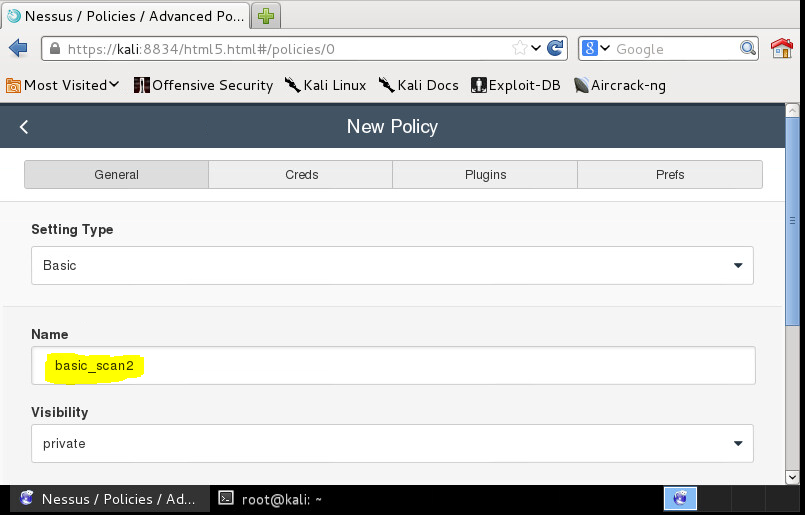 Nessus / Policies / Advanced Po...
https://kali:8834/html5.html#/policies/0
8 Google
Most Visited Offensive Security Kali Linux Kali Docs Exploit-DB Aircrack-ng
New Policy
General Creds Plugins Prefs
Setting Type
Basic
Name
basic_scan2
Visibility
private
Nessus / Policies / Ad... root@kali: ~